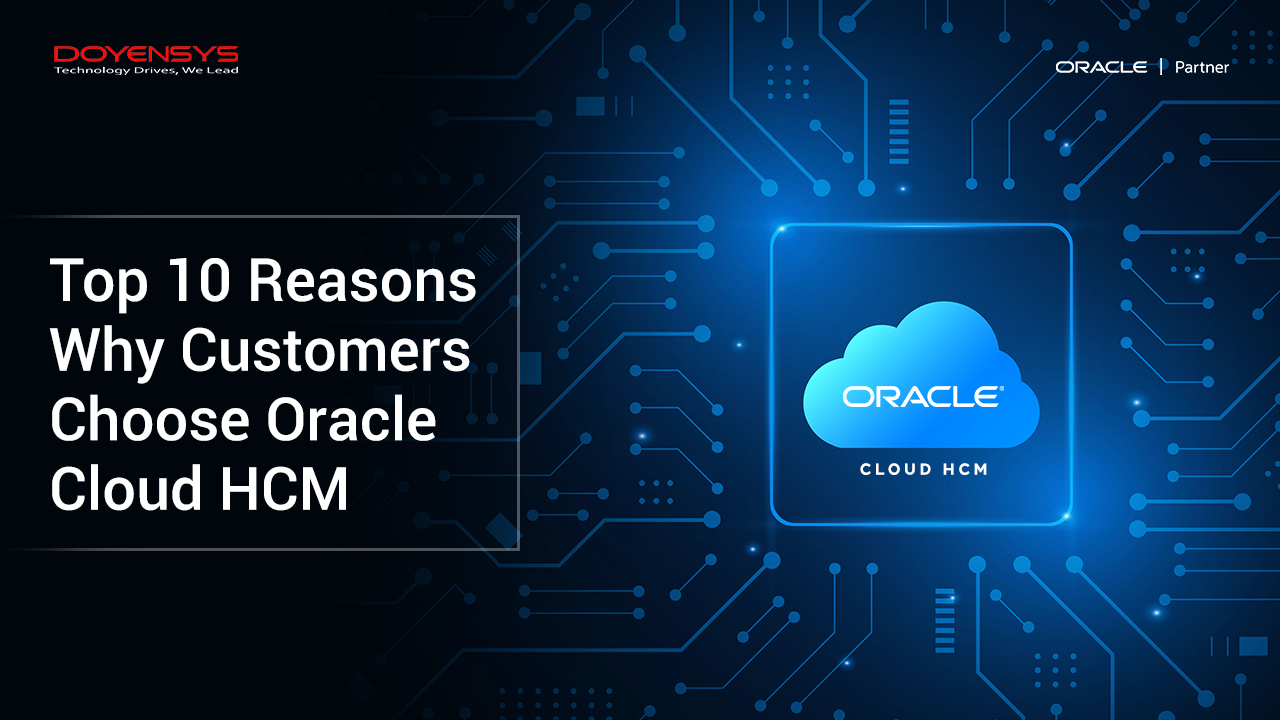 DOYENSYS
Technology Drives, We Lead
ORACLE | Partner
Top 10 Reasons
Why Customers
Choose Oracle
Cloud HCM
ORACLE®
CLOUD HCM